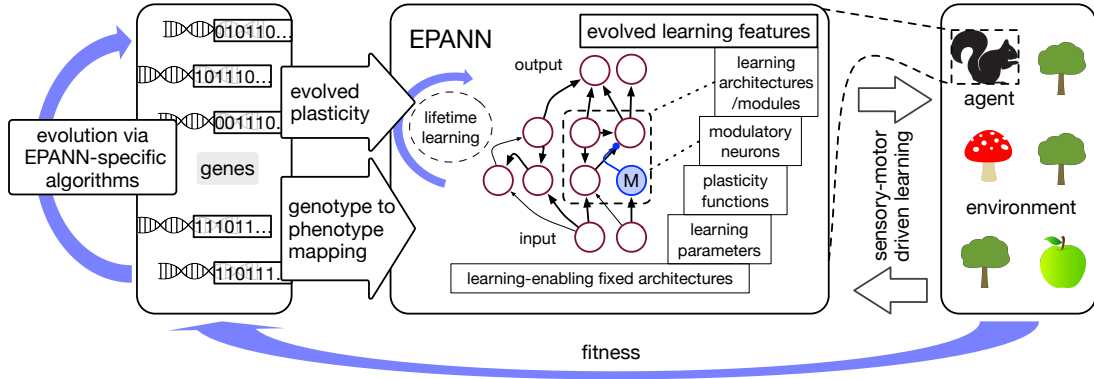 010110...
101110...
001110...
genes
111011...
110111...
evolution via
EPANN-specific
algorithms
evolved
plasticity
genotype to
phenotype
mapping
EPANN
lifetime
learning
output
input
M
evolved learning features
learning
architectures
/modules
modulatory
neurons
plasticity
functions
learning
parameters
learning-enabling fixed architectures
sensory-motor
driven learning
agent
environment
fitness